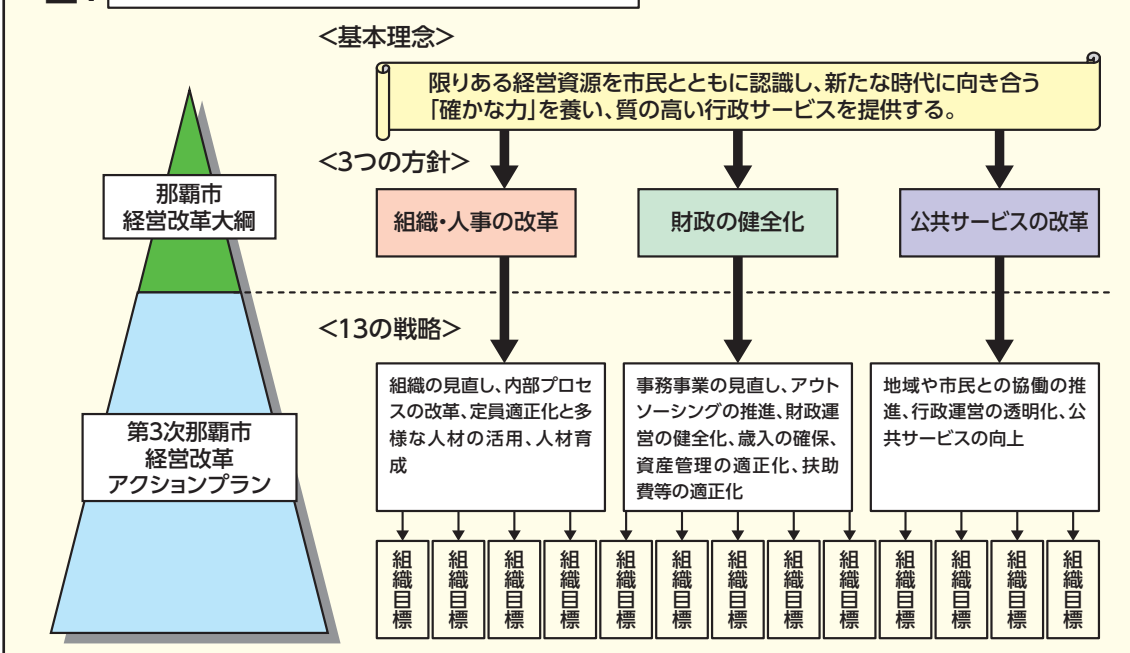 <基本理念>
限りある経営資源を市民とともに認識し、新たな時代に向き合う
「確かな力」を養い、質の高い行政サービスを提供する。
<3つの方針>
那覇市
経営改革大綱
組織・人事の改革
財政の健全化
公共サービスの改革
<13の戦略>
第3次那覇市
経営改革
アクションプラン
組織の見直し、内部プロセ
スの改革、定員適正化と多
様な人材の活用、人材育
成
事務事業の見直し、アウト
ソーシングの推進、財政運
営の健全化、歳入の確保、
資産管理の適正化、扶助
費等の適正化
地域や市民との協働の推
進、行政運営の透明化、公
共サービスの向上
組織目標
組織目標
組織目標
組織目標
組織目標
組織目標
組織目標
組織目標
組織目標
組織目標
組織目標
組織目標
組織目標